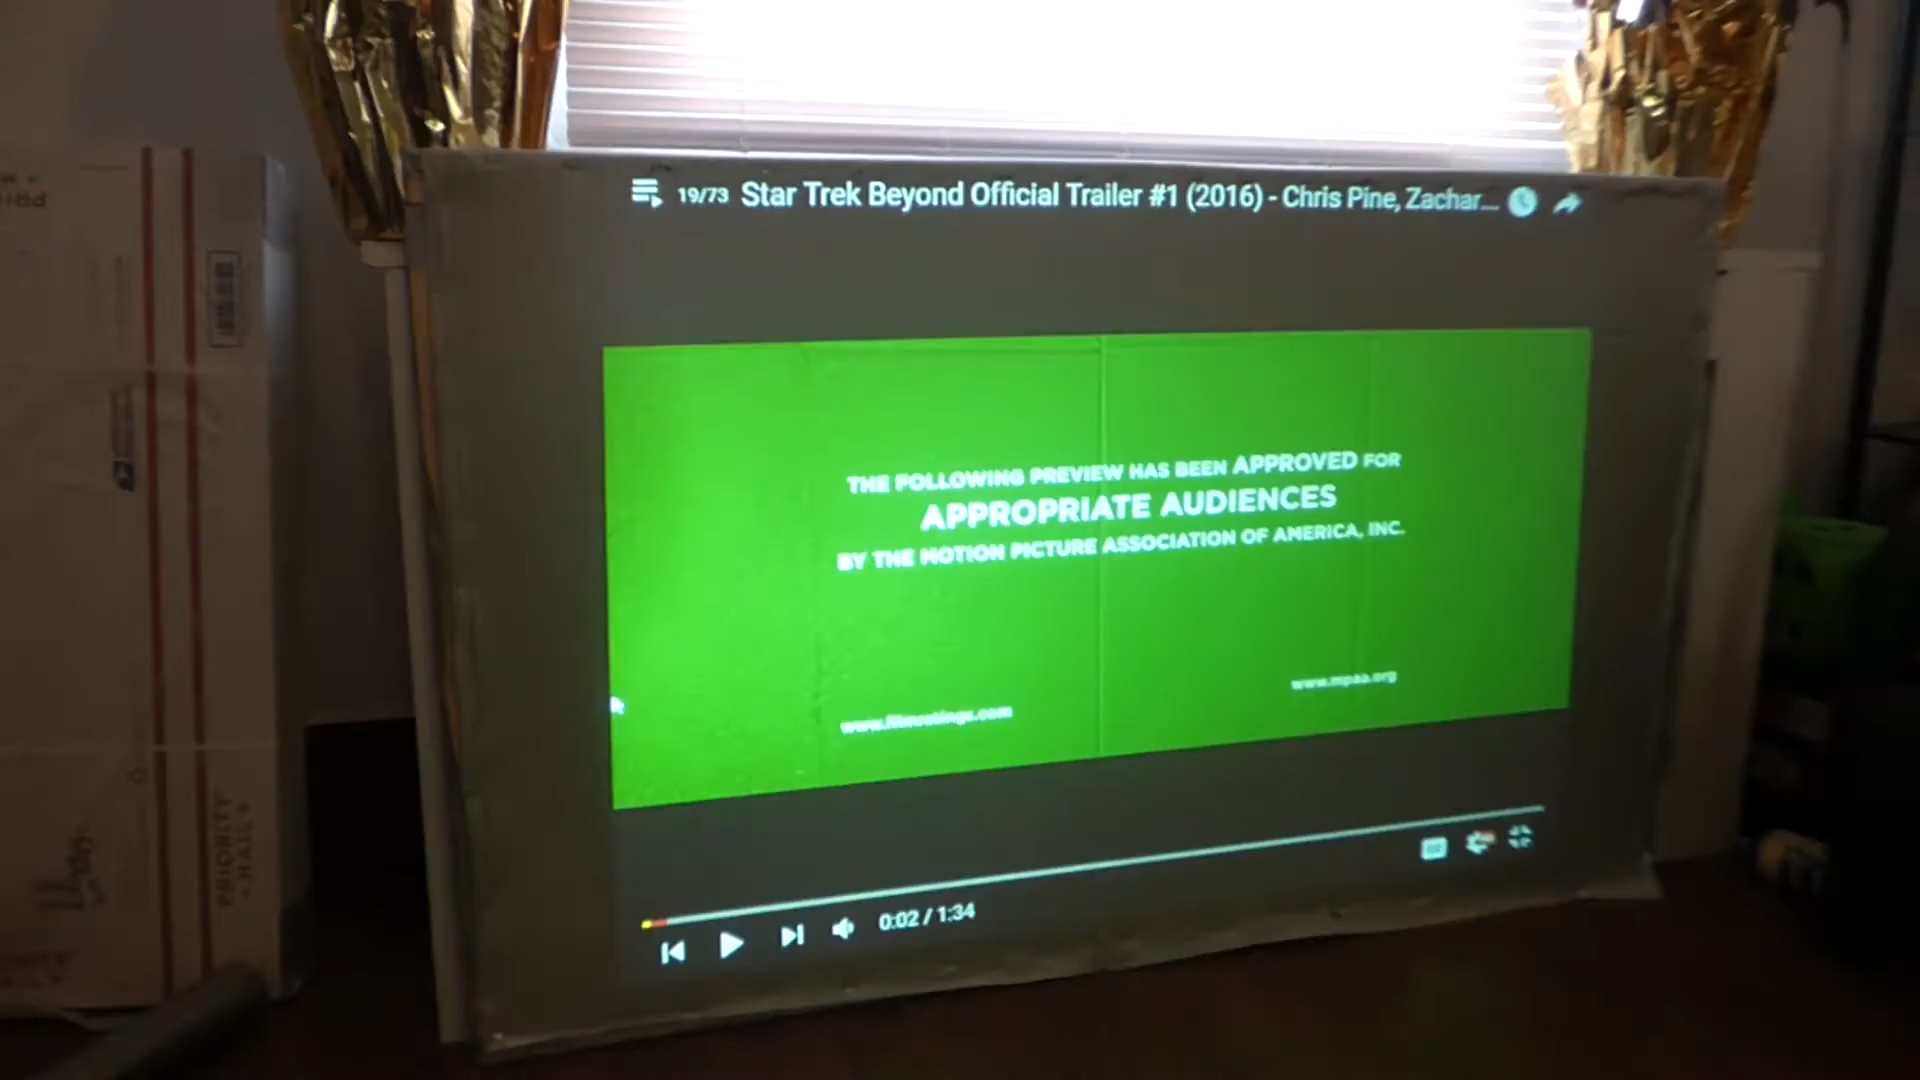 19/73 Star Trek Beyond Official Trailer #1 (2016) - Chris Pine, Zachar...
THE FOLLOWING PREVIEW HAS BEEN APPROVED FOR
APPROPRIATE AUDIENCES
BY THE MOTION PICTURE ASSOCIATION OF AMERICA, INC.
www.filmratings.com
www.mpaa.org
0:02 / 1:34
PRIORITY
MAIL